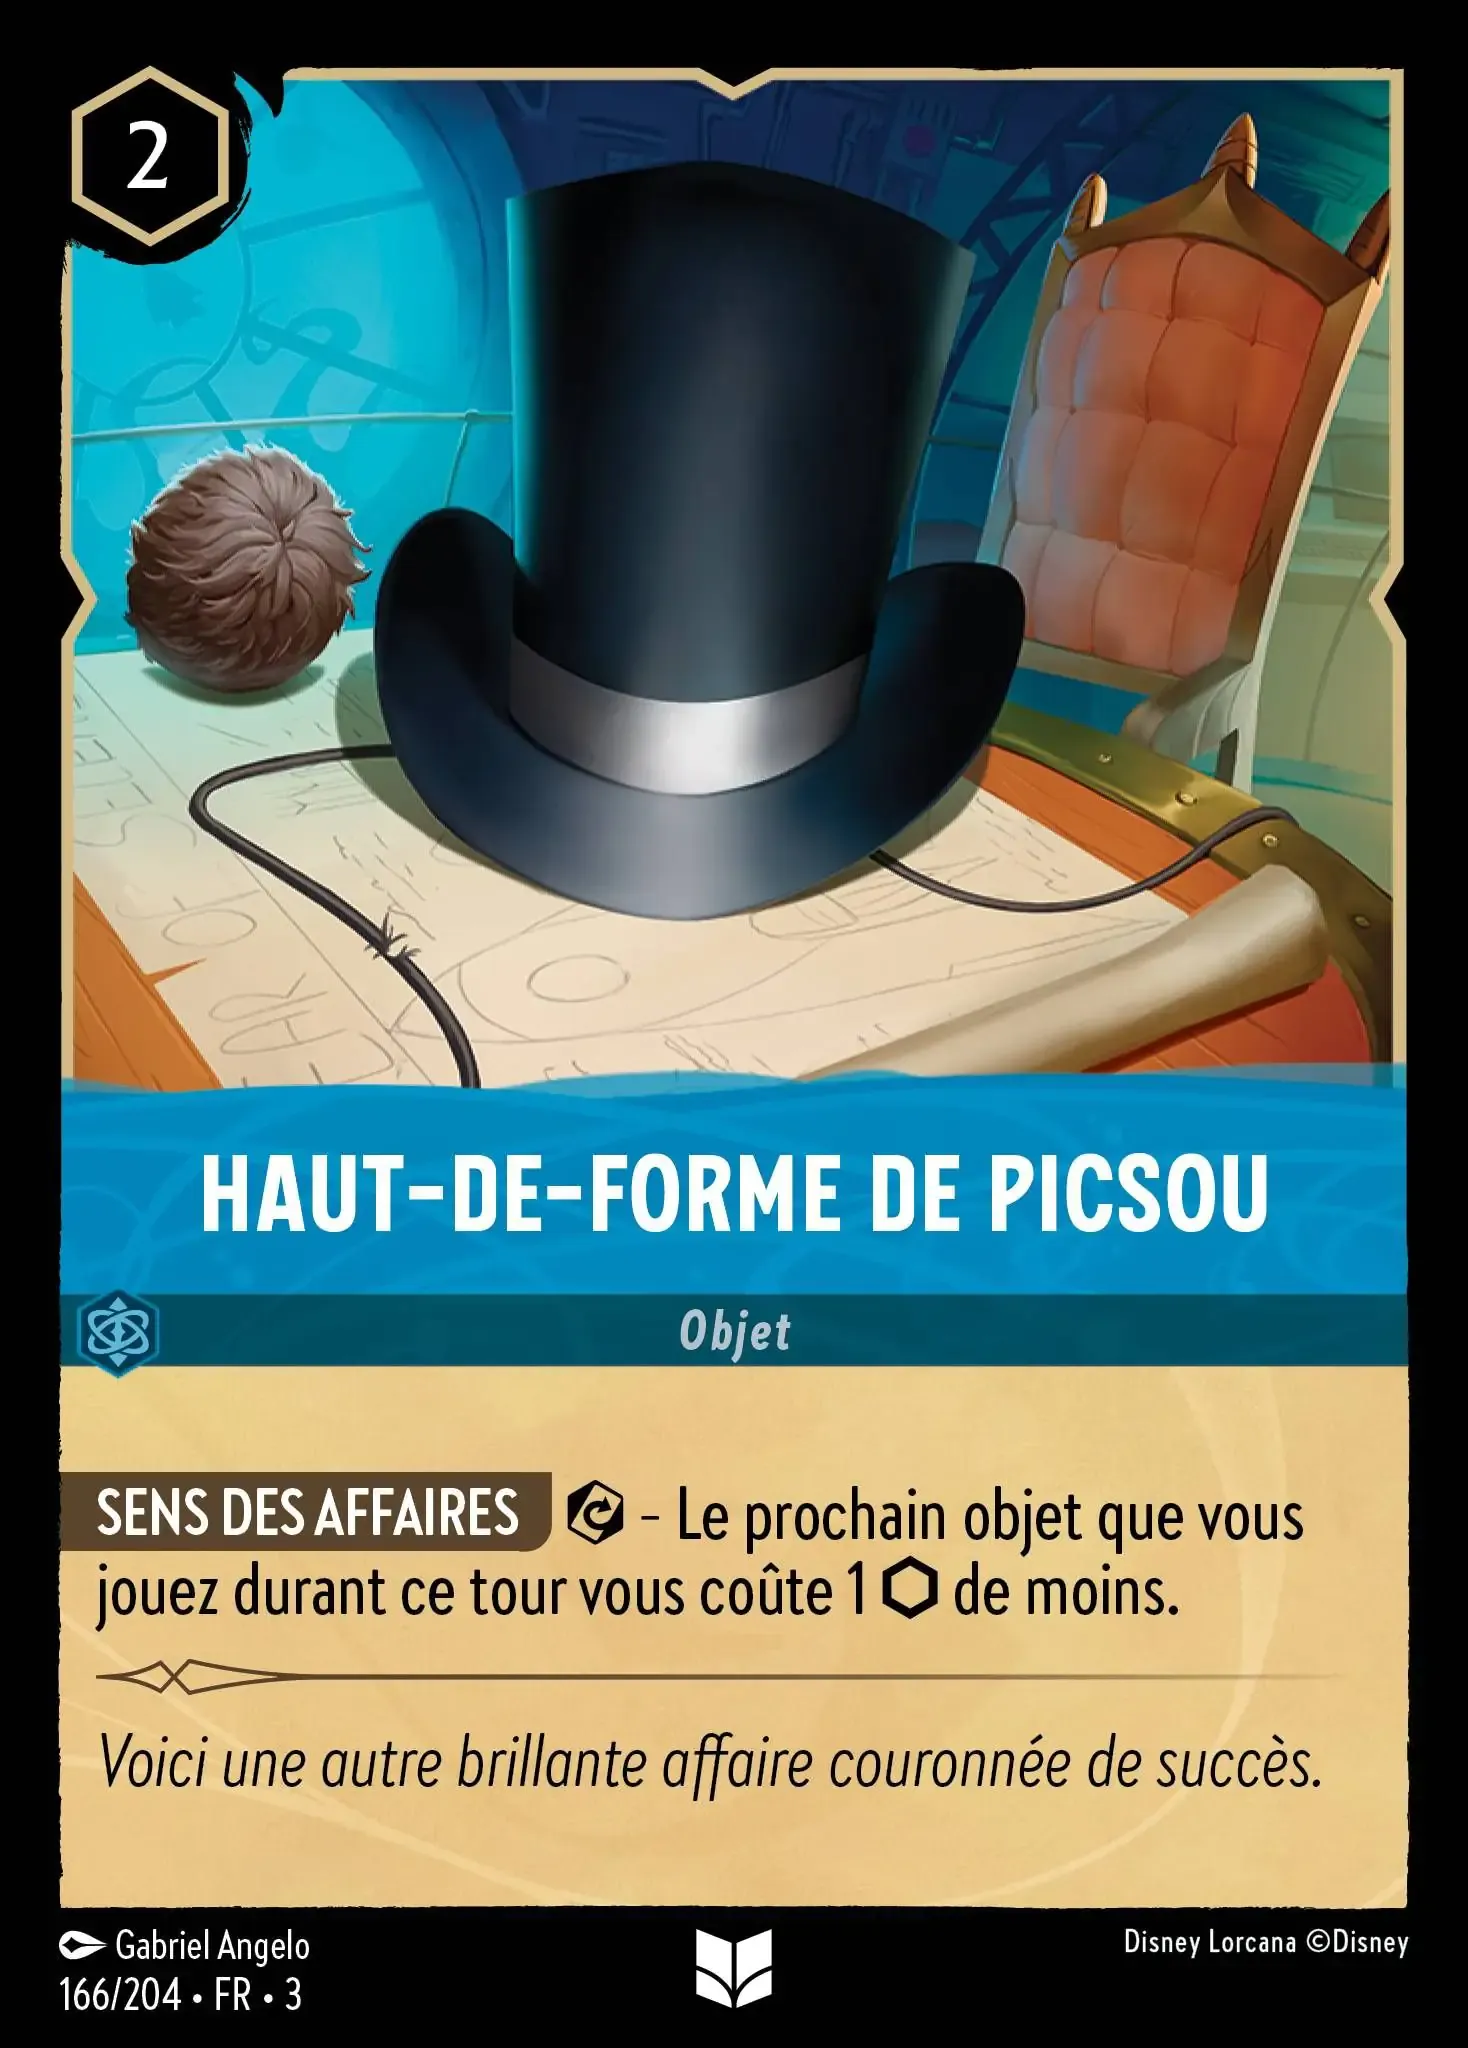 2
HAUT-DE-FORME DE PICSOU
Objet
SENS DES AFFAIRES - Le prochain objet que vous
jouez durant ce tour vous coûte 1 de moins.
Voici une autre brillante affaire couronnée de succès.
Gabriel Angelo
Disney Lorcana ©Disney
166/204 • FR • 3